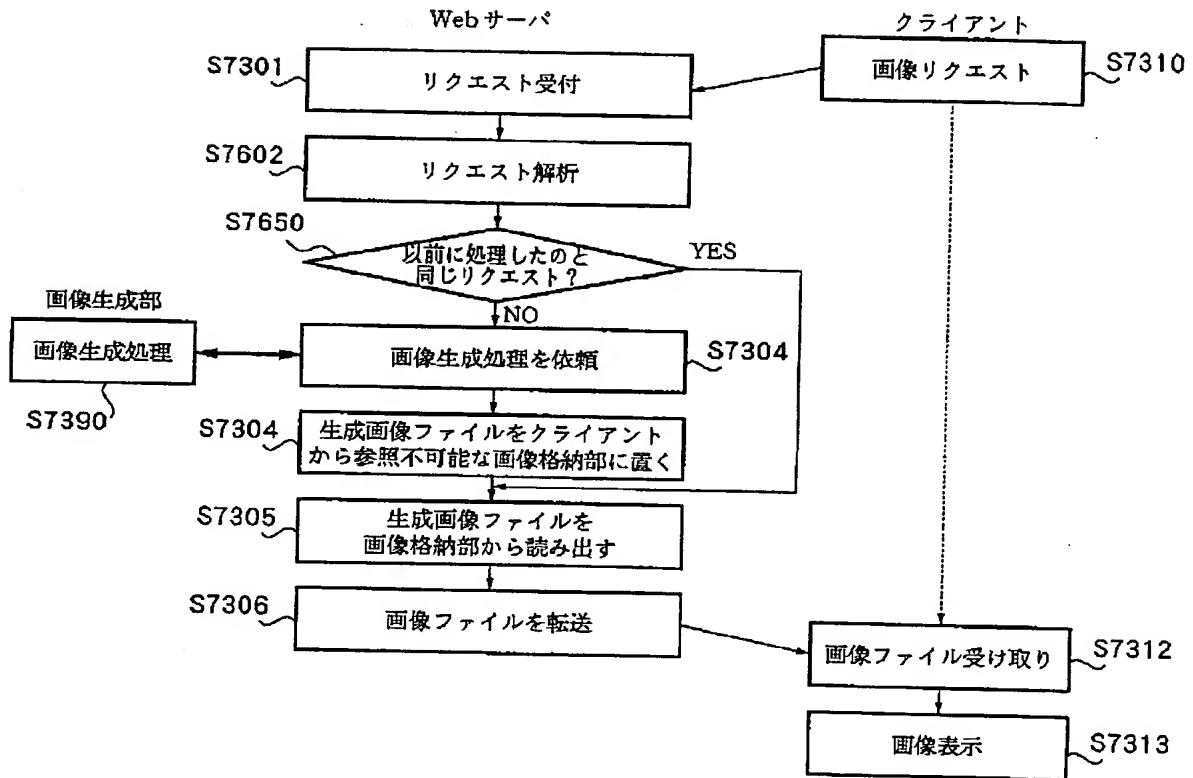 Webサーバ
クライアント
S7301
リクエスト受付
画像リクエスト
S7310
S7602
リクエスト解析
S7650
以前に処理したのと
同じリクエスト？
YES
NO
画像生成部
画像生成処理
S7390
画像生成処理を依頼
S7304
S7304
生成画像ファイルをクライアント
から参照不可能な画像格納部に置く
S7305
生成画像ファイルを
画像格納部から読み出す
S7306
画像ファイルを転送
画像ファイル受け取り
S7312
画像表示
S7313